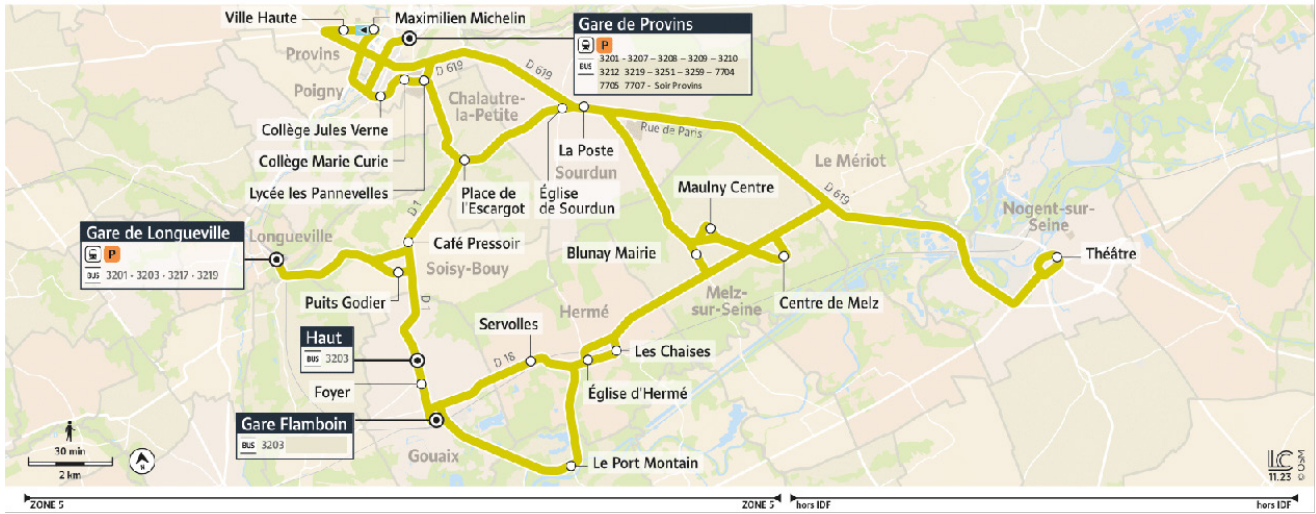 Ville Haute
Maximilien Michelin
Gare de Provins
P
BUS
3201 - 3207 – 3208 – 3209 – 3210
3212 3219 – 3251 – 3259 – 7704
7705 7707 - Soir Provins
Provins
Poigny
D 619
D 619
Chalautre-
la-Petite
Collège Jules Verne
Collège Marie Curie
Lycée les Pannevelles
Place de
l'Escargot
Église
de Sourdun
La Poste
Sourdun
Rue de Paris
Le Mériot
D 619
Maulny Centre
Blunay Mairie
Nogent-sur-
Seine
Théâtre
Gare de Longueville
P
BUS 3201 - 3203 - 3217 - 3219
Longueville
D 1
Café Pressoir
Soisy-Bouy
Puits Godier
D 1
Melz-
sur-Seine
Centre de Melz
Hermé
Servolles
Haut
BUS 3203
D 18
Les Chaises
Foyer
Église d'Hermé
Gare Flamboin
BUS 3203
Gouaix
Le Port Montain
30 min
2 km
N
IC
11.23
© OSM
ZONE 5
ZONE 5
hors IDF
hors IDF